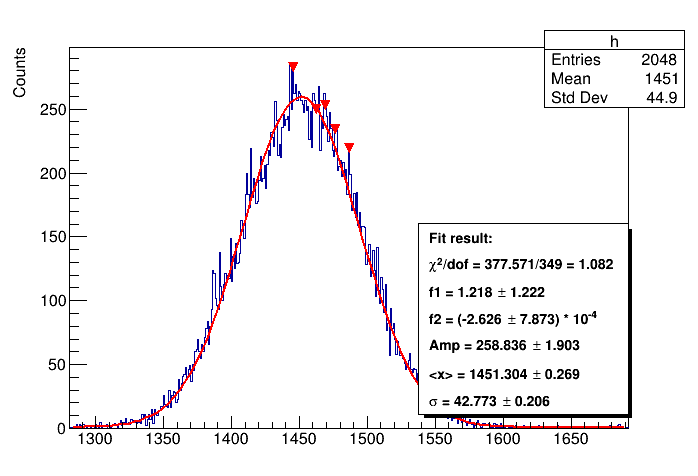 h
Entries 2048
Mean 1451
Std Dev 44.9
Counts
250
200
150
100
50
0
Fit result:
χ²/dof = 377.571/349 = 1.082
f1 = 1.218 ± 1.222
f2 = (-2.626 ± 7.873) * 10⁻⁴
Amp = 258.836 ± 1.903
<x> = 1451.304 ± 0.269
σ = 42.773 ± 0.206
1300 1350 1400 1450 1500 1550 1600 1650